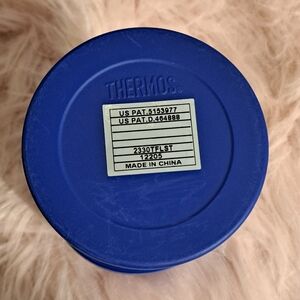 THERMOS
US PAT.5153977
US PAT.D.464888
2330TFLST
12205
MADE IN CHINA